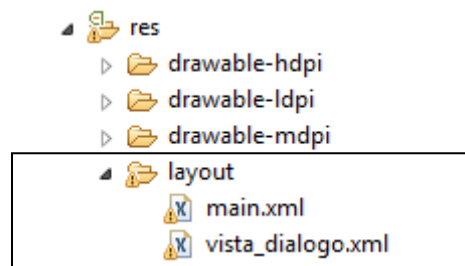 res
drawable-hdpi
drawable-ldpi
drawable-mdpi
layout
main.xml
vista_dialogo.xml